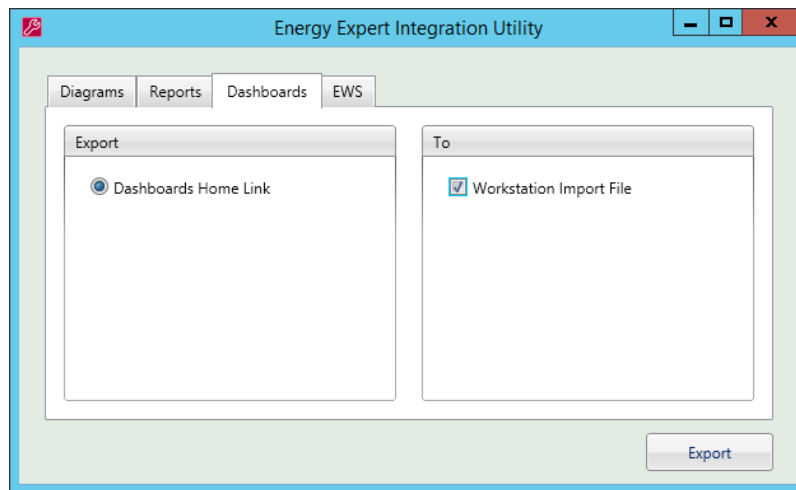 Energy Expert Integration Utility
Diagrams Reports Dashboards EWS
Export To
Dashboards Home Link Workstation Import File
Export